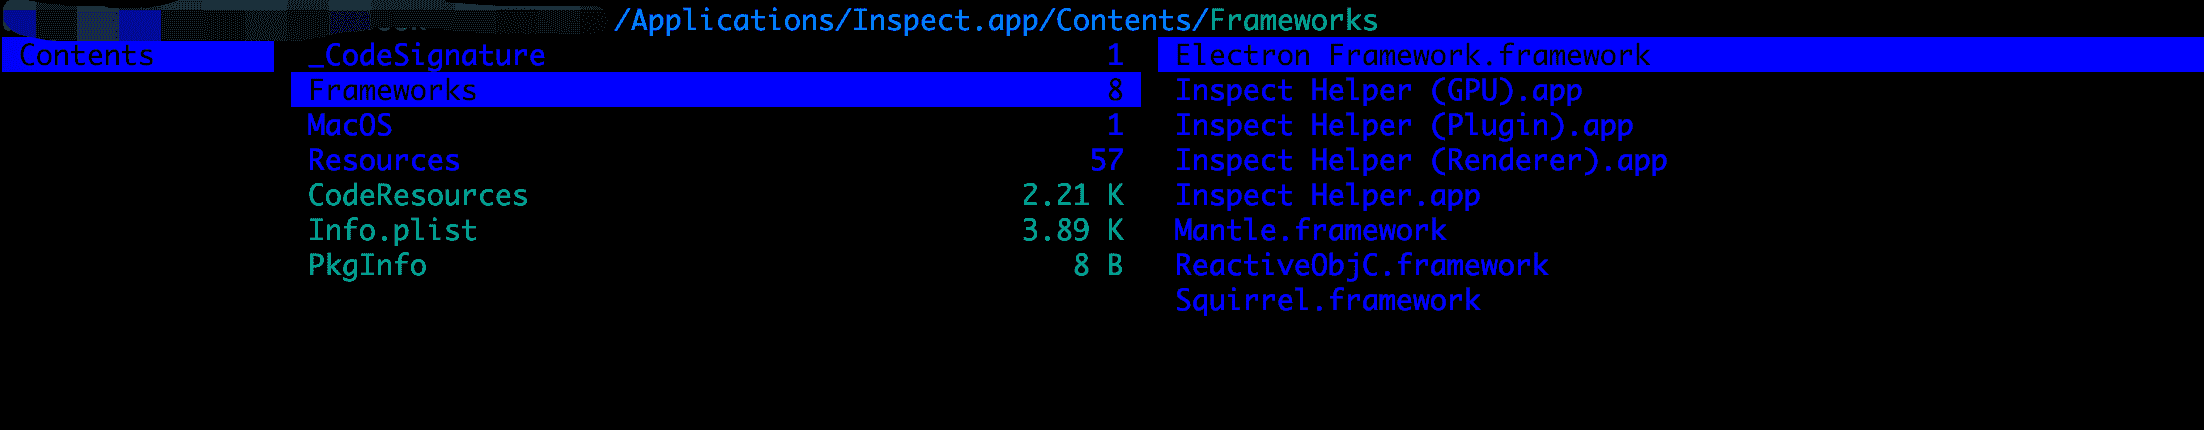 /Applications/Inspect.app/Contents/Frameworks
Contents
_CodeSignature 1
Frameworks 8
MacOS 1
Resources 57
CodeResources 2.21 K
Info.plist 3.89 K
PkgInfo 8 B
Electron Framework.framework
Inspect Helper (GPU).app
Inspect Helper (Plugin).app
Inspect Helper (Renderer).app
Inspect Helper.app
Mantle.framework
ReactiveObjC.framework
Squirrel.framework